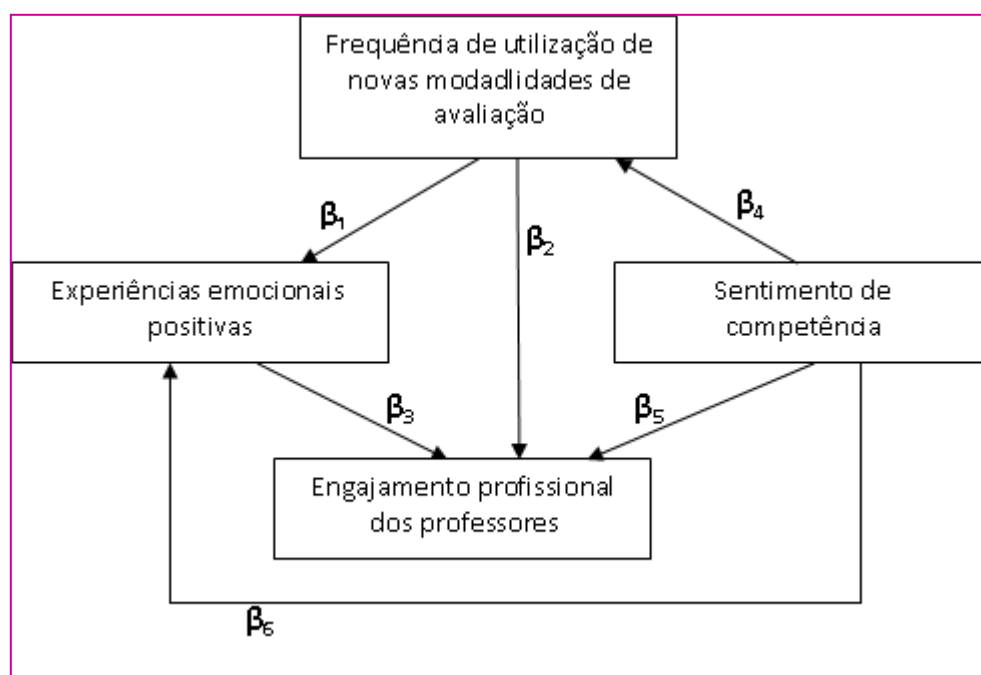 Frequência de utilização de
novas modadlidades de
avaliação
β1
β4
β2
Experiências emocionais
positivas
Sentimento de
competência
β3
β5
Engajamento profissional
dos professores
β6